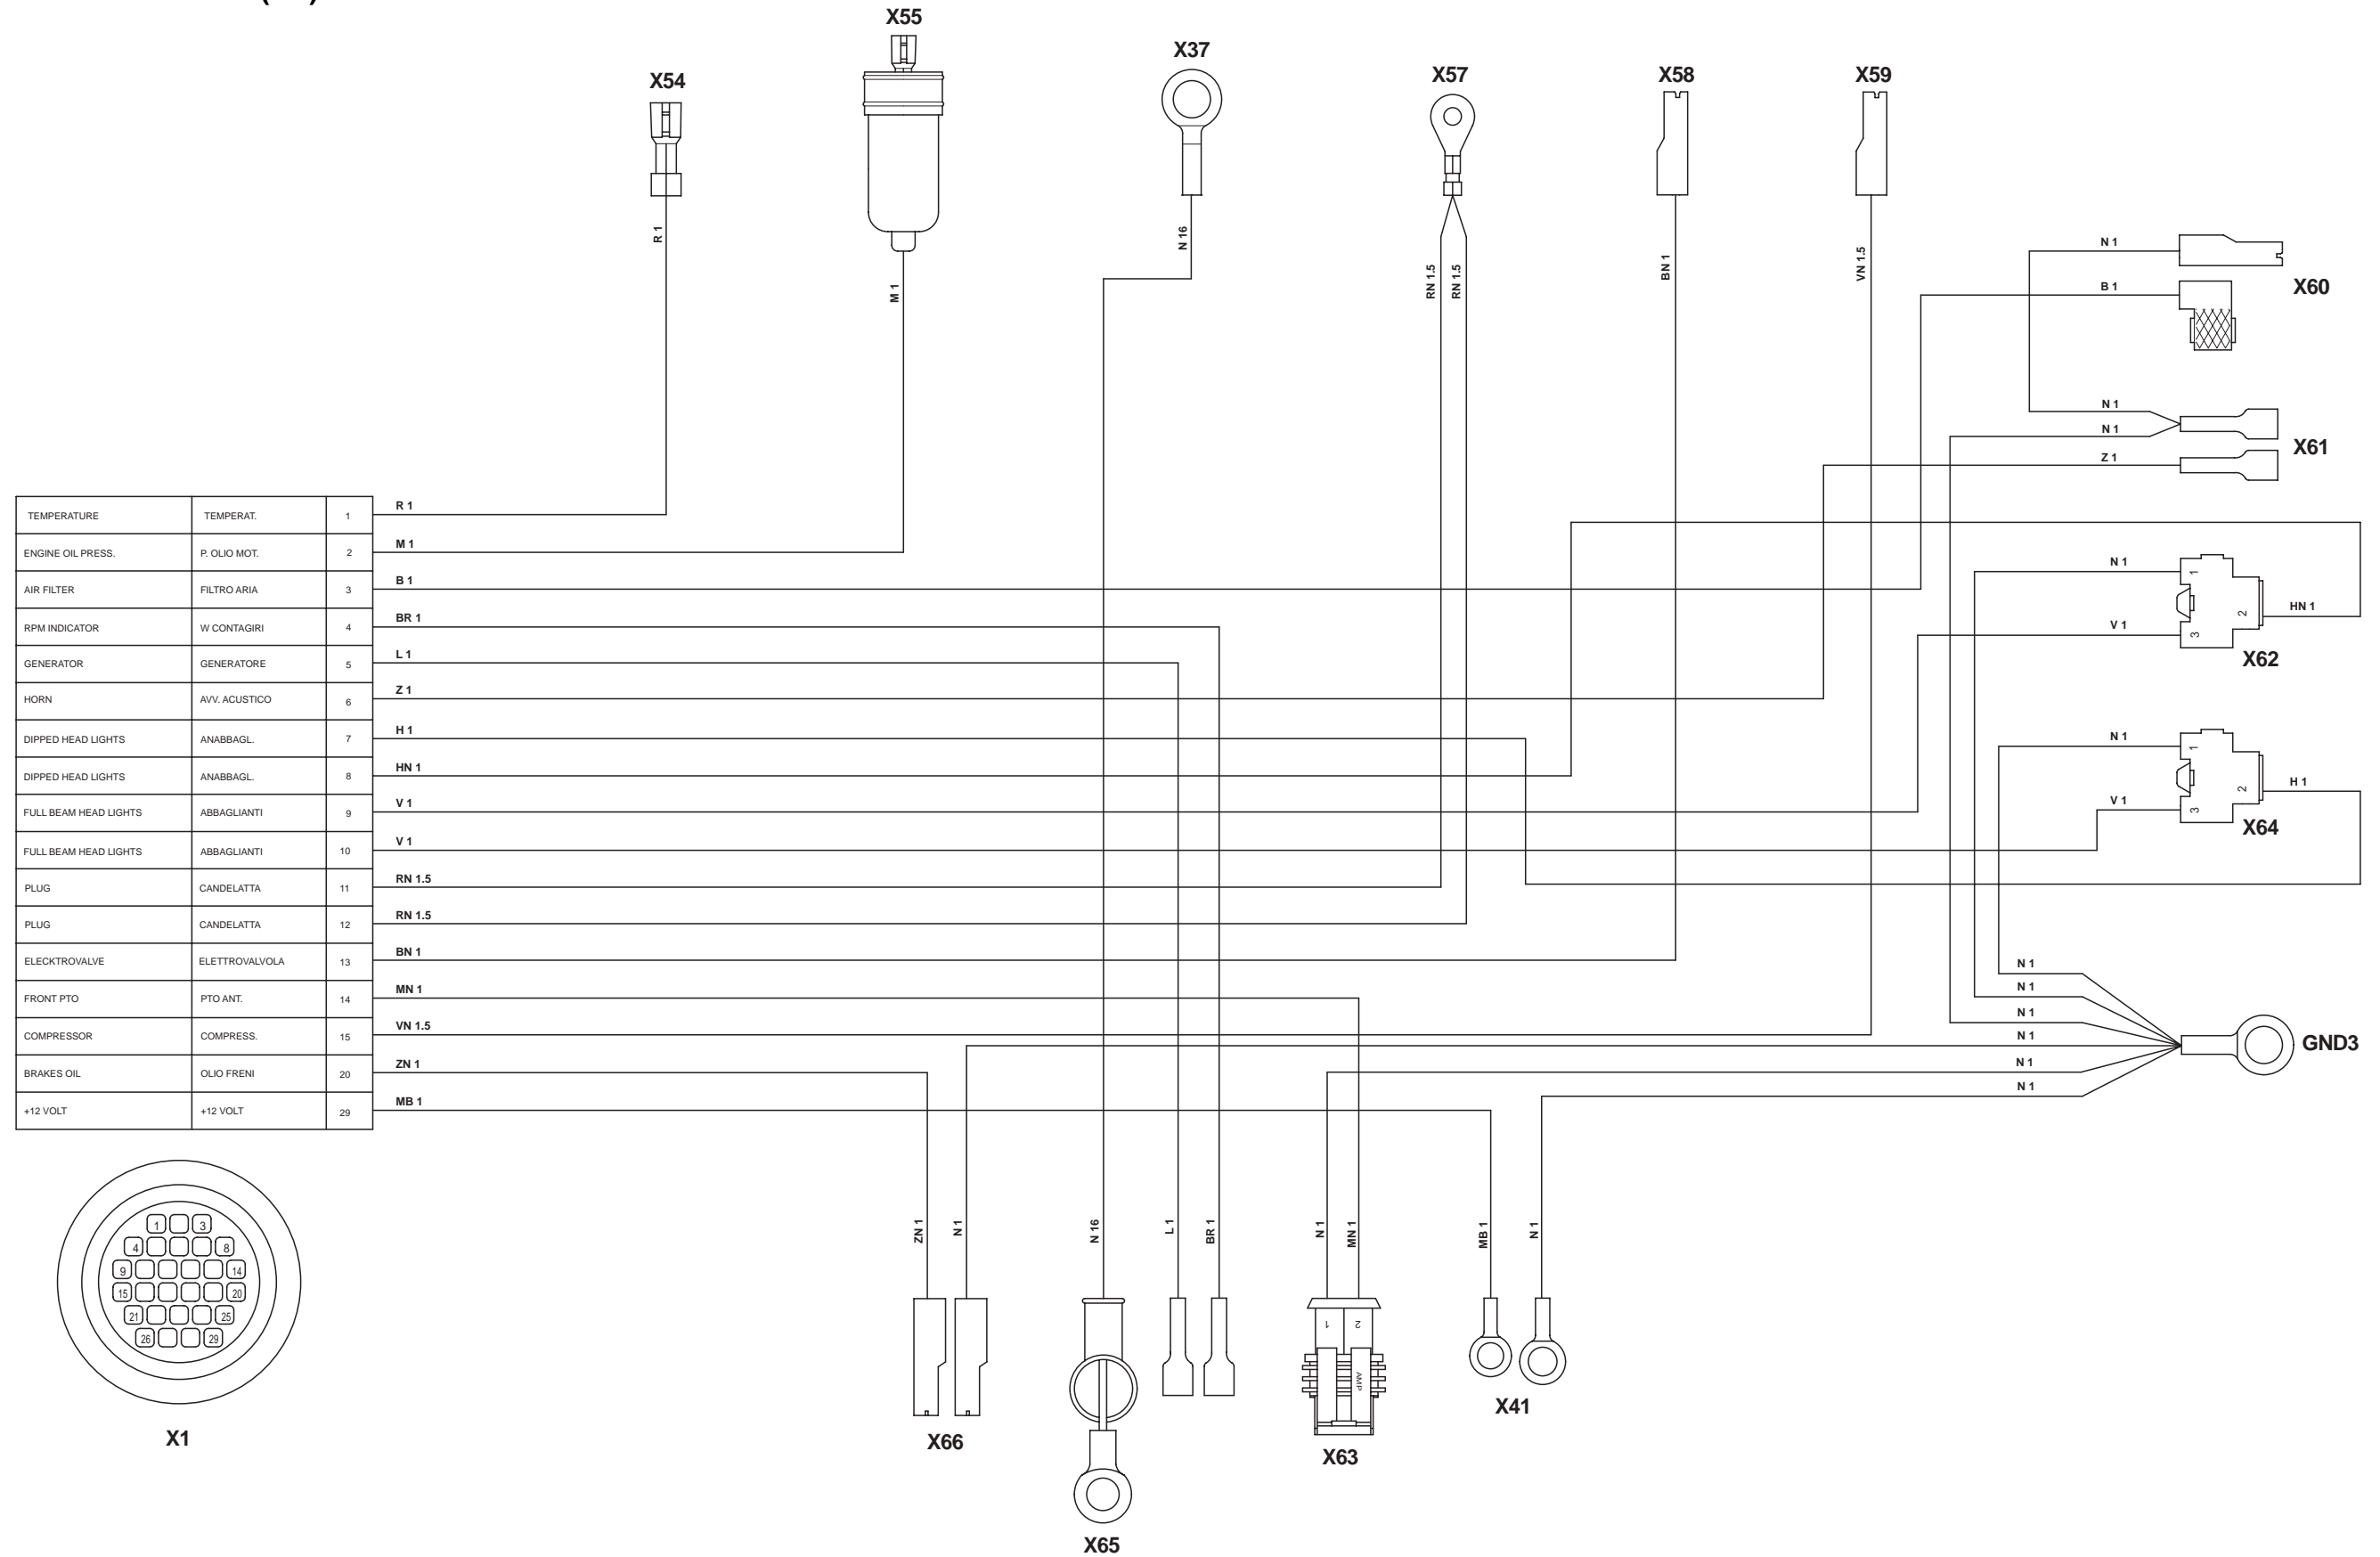 X55
X37
X54
X57
X58
X59
R 1
M 1
N 16
RN 1.5
RN 1.5
BN 1
VN 1.5
N 1
B 1
X60
N 1
N 1
X61
Z 1
TEMPERATURE TEMPERAT. 1 R 1
ENGINE OIL PRESS. P. OLIO MOT. 2 M 1
AIR FILTER FILTRO ARIA 3 B 1
RPM INDICATOR W CONTAGIRI 4 BR 1
GENERATOR GENERATORE 5 L 1
HORN AVV. ACUSTICO 6 Z 1
DIPPED HEAD LIGHTS ANABBAGL. 7 H 1
DIPPED HEAD LIGHTS ANABBAGL. 8 HN 1
FULL BEAM HEAD LIGHTS ABBAGLIANTI 9 V 1
FULL BEAM HEAD LIGHTS ABBAGLIANTI 10 V 1
PLUG CANDELATTA 11 RN 1.5
PLUG CANDELATTA 12 RN 1.5
ELECKTROVALVE ELETTROVALVOLA 13 BN 1
FRONT PTO PTO ANT. 14 MN 1
COMPRESSOR COMPRESS. 15 VN 1.5
BRAKES OIL OLIO FRENI 20 ZN 1
+12 VOLT +12 VOLT 29 MB 1
N 1
1
2
HN 1
V 1
3
X62
N 1
1
2
H 1
V 1
3
X64
N 1
N 1
N 1
N 1
N 1
N 1
GND3
1 3
4 8
9 14
15 20
21 25
26 29
X1
ZN 1
N 1
X66
N 16
X65
L 1
BR 1
N 1
MN 1
1 2
AMP
X63
MB 1
N 1
X41